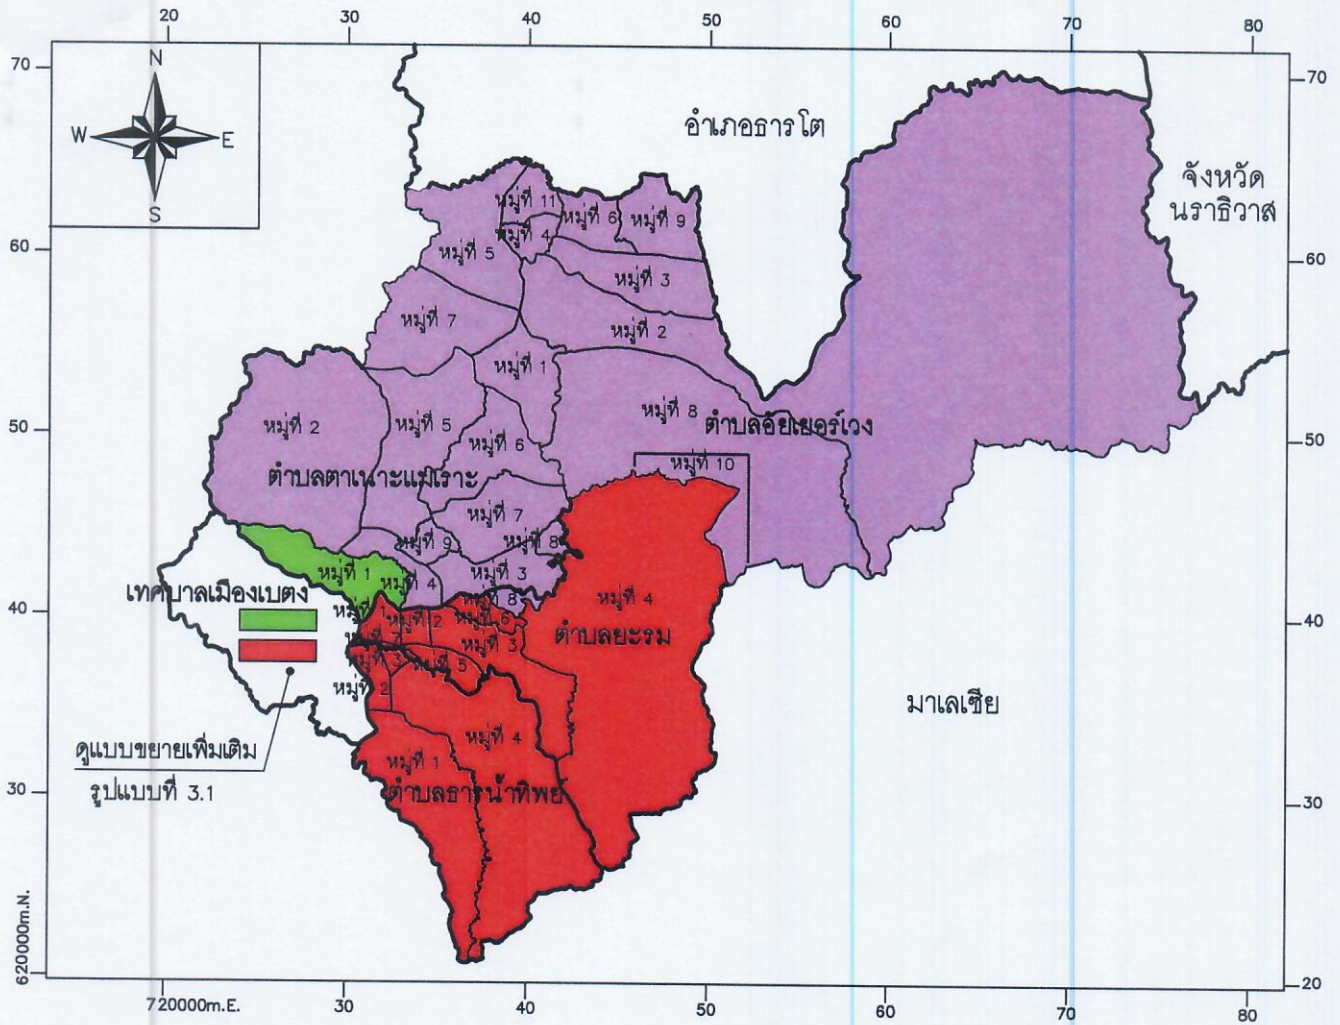 20 30 40 50 60 70 80
70
N
W E
S
อำเภอธารโต
70
จังหวัด
นราธิวาส
หมู่ที่ 11
หมู่ที่ 6
หมู่ที่ 9
หมู่ที่ 4
หมู่ที่ 5
60
60
หมู่ที่ 3
หมู่ที่ 7
หมู่ที่ 2
หมู่ที่ 1
หมู่ที่ 8
ตำบลอัยเยอร์เวง
หมู่ที่ 2
หมู่ที่ 5
50
50
หมู่ที่ 6
หมู่ที่ 10
ตำบลตาเนาะแมเราะ
หมู่ที่ 7
หมู่ที่ 9
หมู่ที่ 8
หมู่ที่ 1
หมู่ที่ 4
หมู่ที่ 3
เทศบาลเมืองเบตง
หมู่ที่ 8
หมู่ที่ 4
40
40
หมู่ที่ 1
หมู่ที่ 2
หมู่ที่ 6
ตำบลยะรม
หมู่ที่ 7
หมู่ที่ 3
หมู่ที่ 3
หมู่ที่ 5
หมู่ที่ 2
มาเลเซีย
หมู่ที่ 4
ดูแบบขยายเพิ่มเติม
หมู่ที่ 1
รูปแบบที่ 3.1
ตำบลธารน้ำทิพย์
30
30
620000m.N.
20
720000m.E. 30 40 50 60 70 80